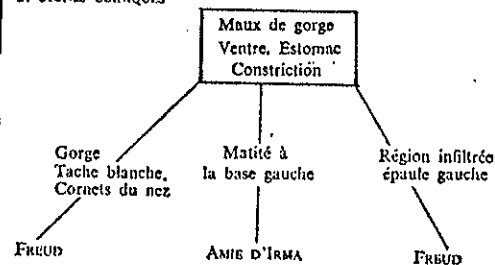 Maux de gorge
Ventre. Estomac
Constriction
Gorge
Tache blanche.
Cornets du nez
Matité à
la base gauche
Région infiltrée
épaule gauche
FREUD
AMIE D'IRMA
FREUD